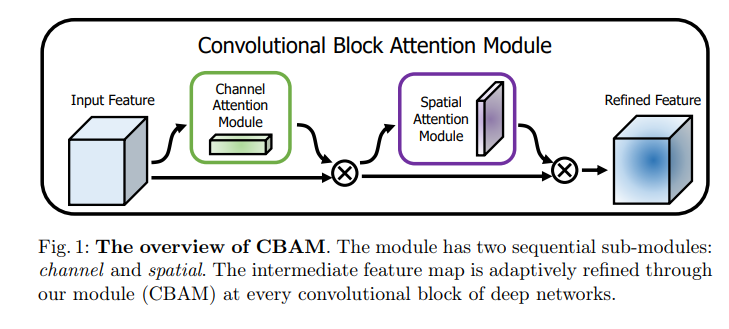 Convolutional Block Attention Module
Input Feature
Channel
Attention
Module
Spatial
Attention
Module
Refined Feature
Fig. 1: The overview of CBAM. The module has two sequential sub-modules:
channel and spatial. The intermediate feature map is adaptively refined through
our module (CBAM) at every convolutional block of deep networks.